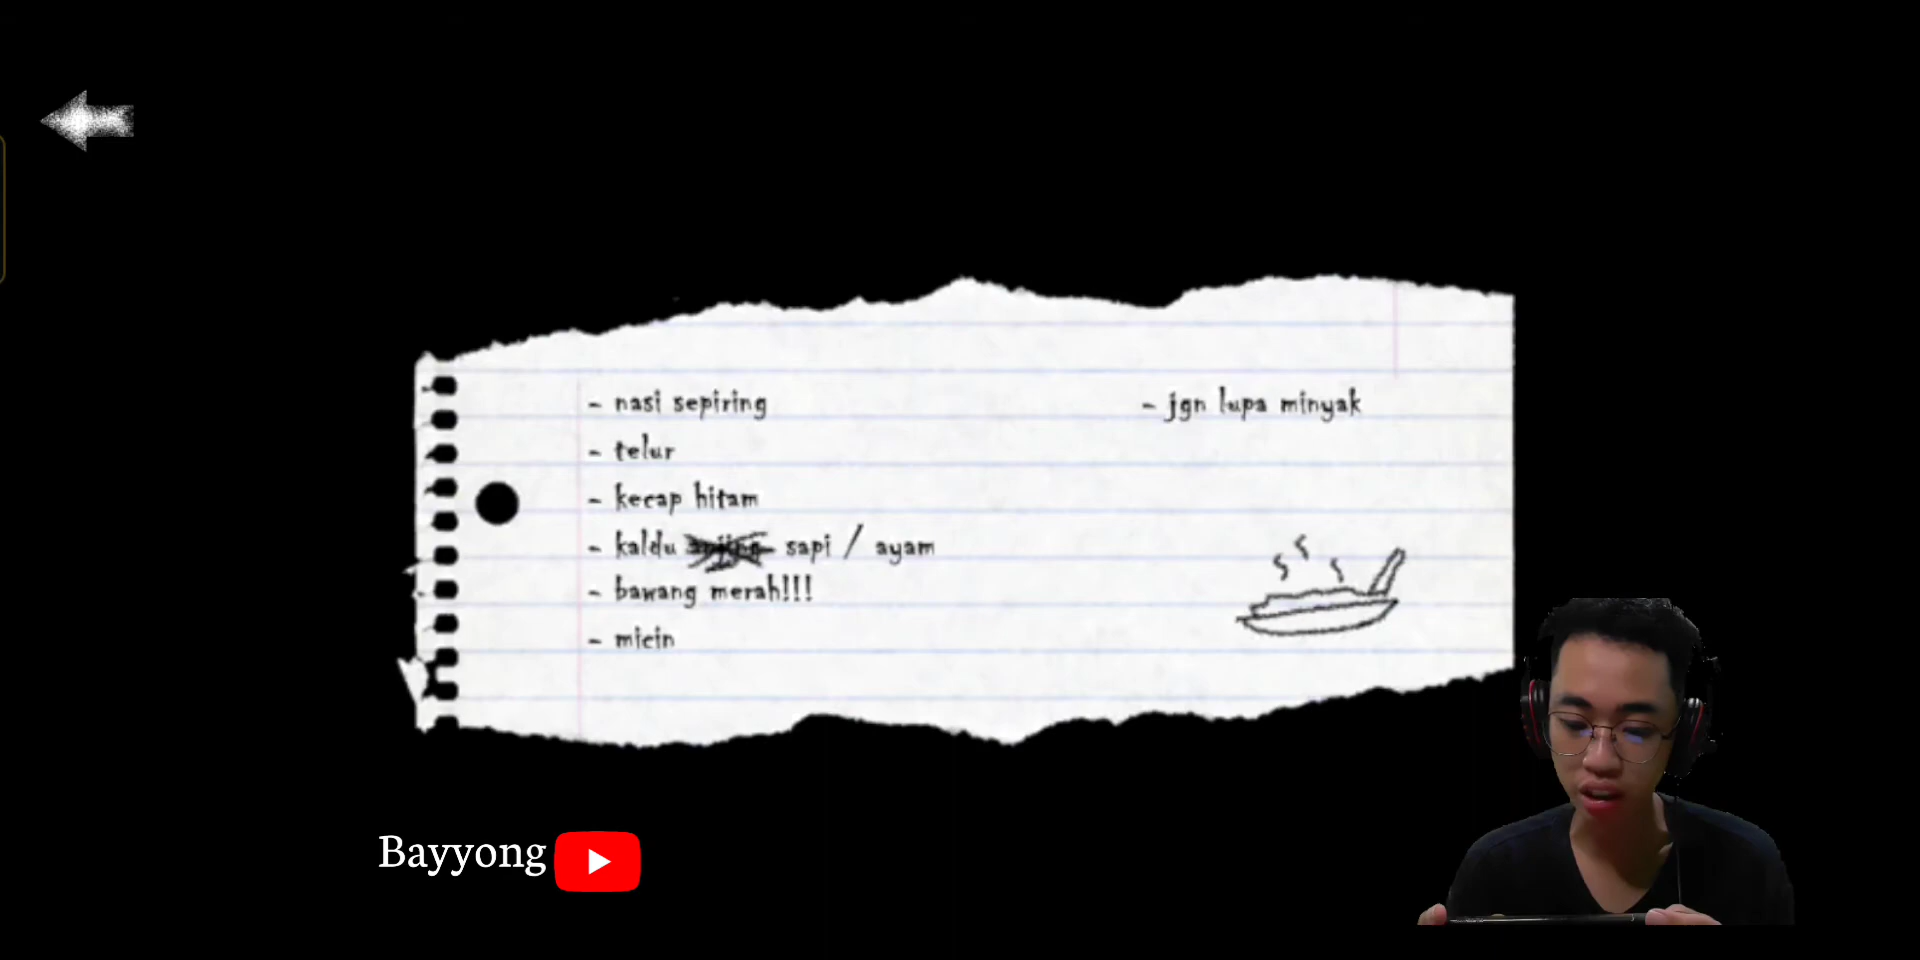 - nasi sepiring
- telur
- kecap hitam
- kaldu sapi / ayam
- bawang merah!!!
- micin
- jgn lupa minyak
Bayyong